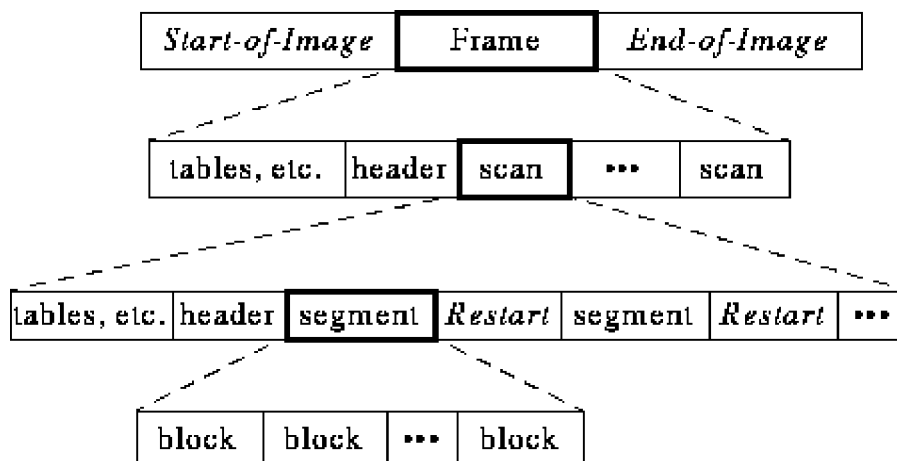 Start-of-Image Frame End-of-Image
tables, etc. header scan ••• scan
tables, etc. header segment Restart segment Restart •••
block block ••• block